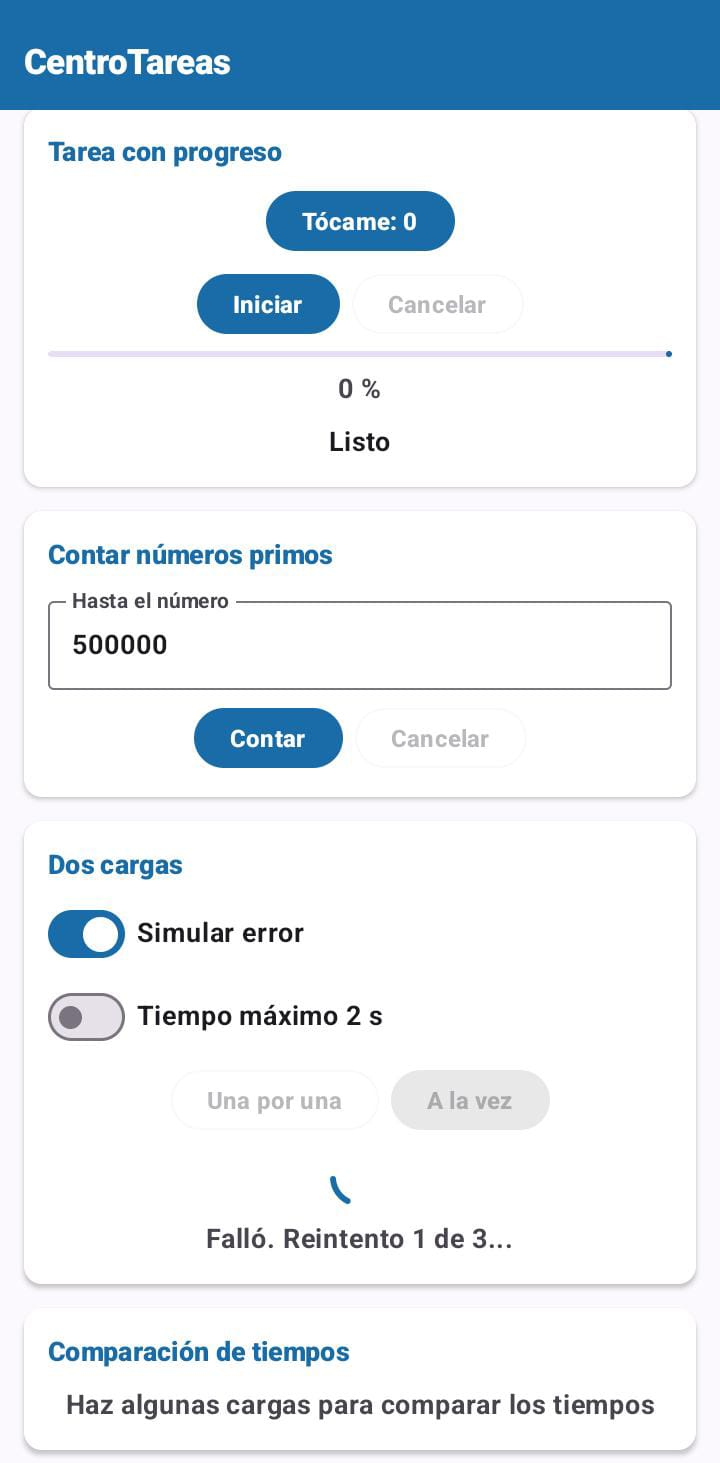 CentroTareas
Tarea con progreso
Tócame: 0
Iniciar Cancelar
0 %
Listo
Contar números primos
Hasta el número
500000
Contar Cancelar
Dos cargas
Simular error
Tiempo máximo 2 s
Una por una A la vez
Falló. Reintento 1 de 3...
Comparación de tiempos
Haz algunas cargas para comparar los tiempos